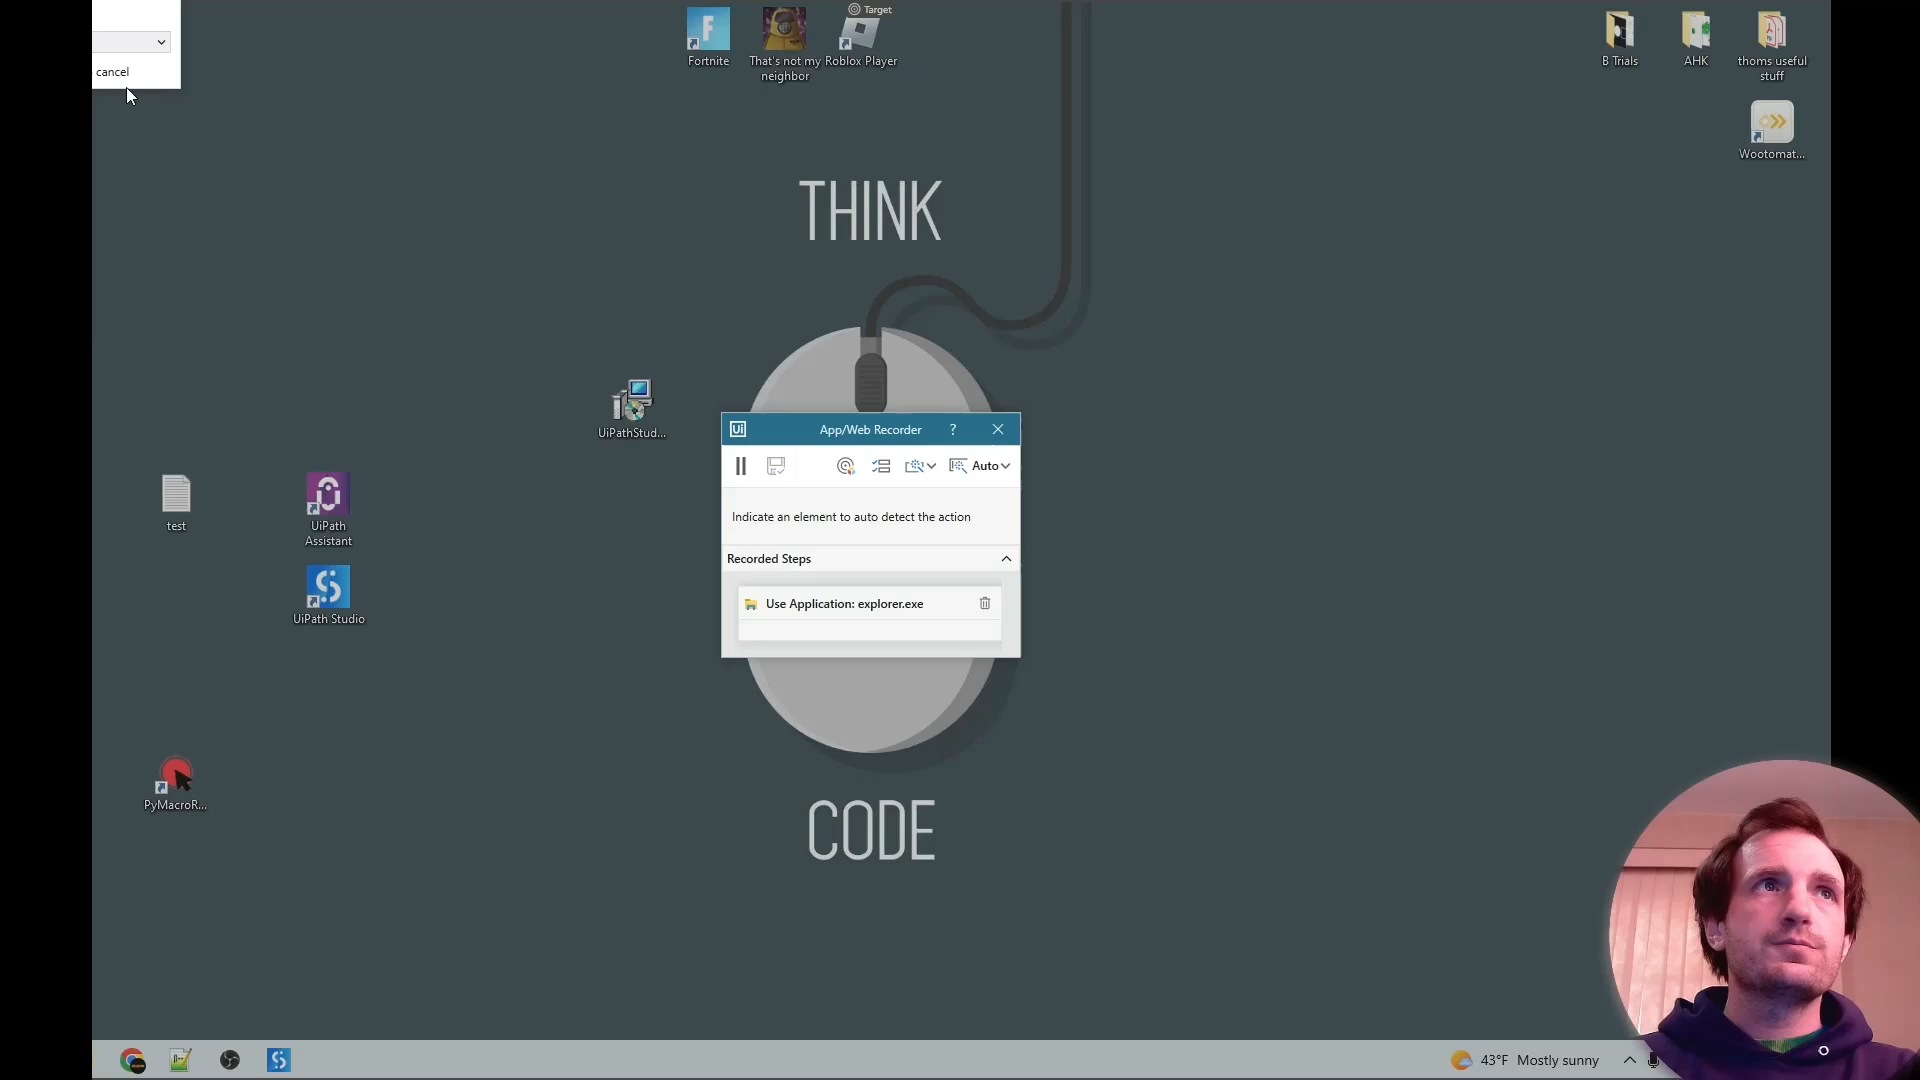 cancel
Fortnite
That's not my
neighbor
Target
Roblox Player
B Trials
AHK
thoms useful
stuff
Wootomat...
THINK
UiPathStud...
test
UiPath
Assistant
UiPath Studio
PyMacroR...
Ui
App/Web Recorder
?
Auto
Indicate an element to auto detect the action
Recorded Steps
Use Application: explorer.exe
CODE
43°F Mostly sunny